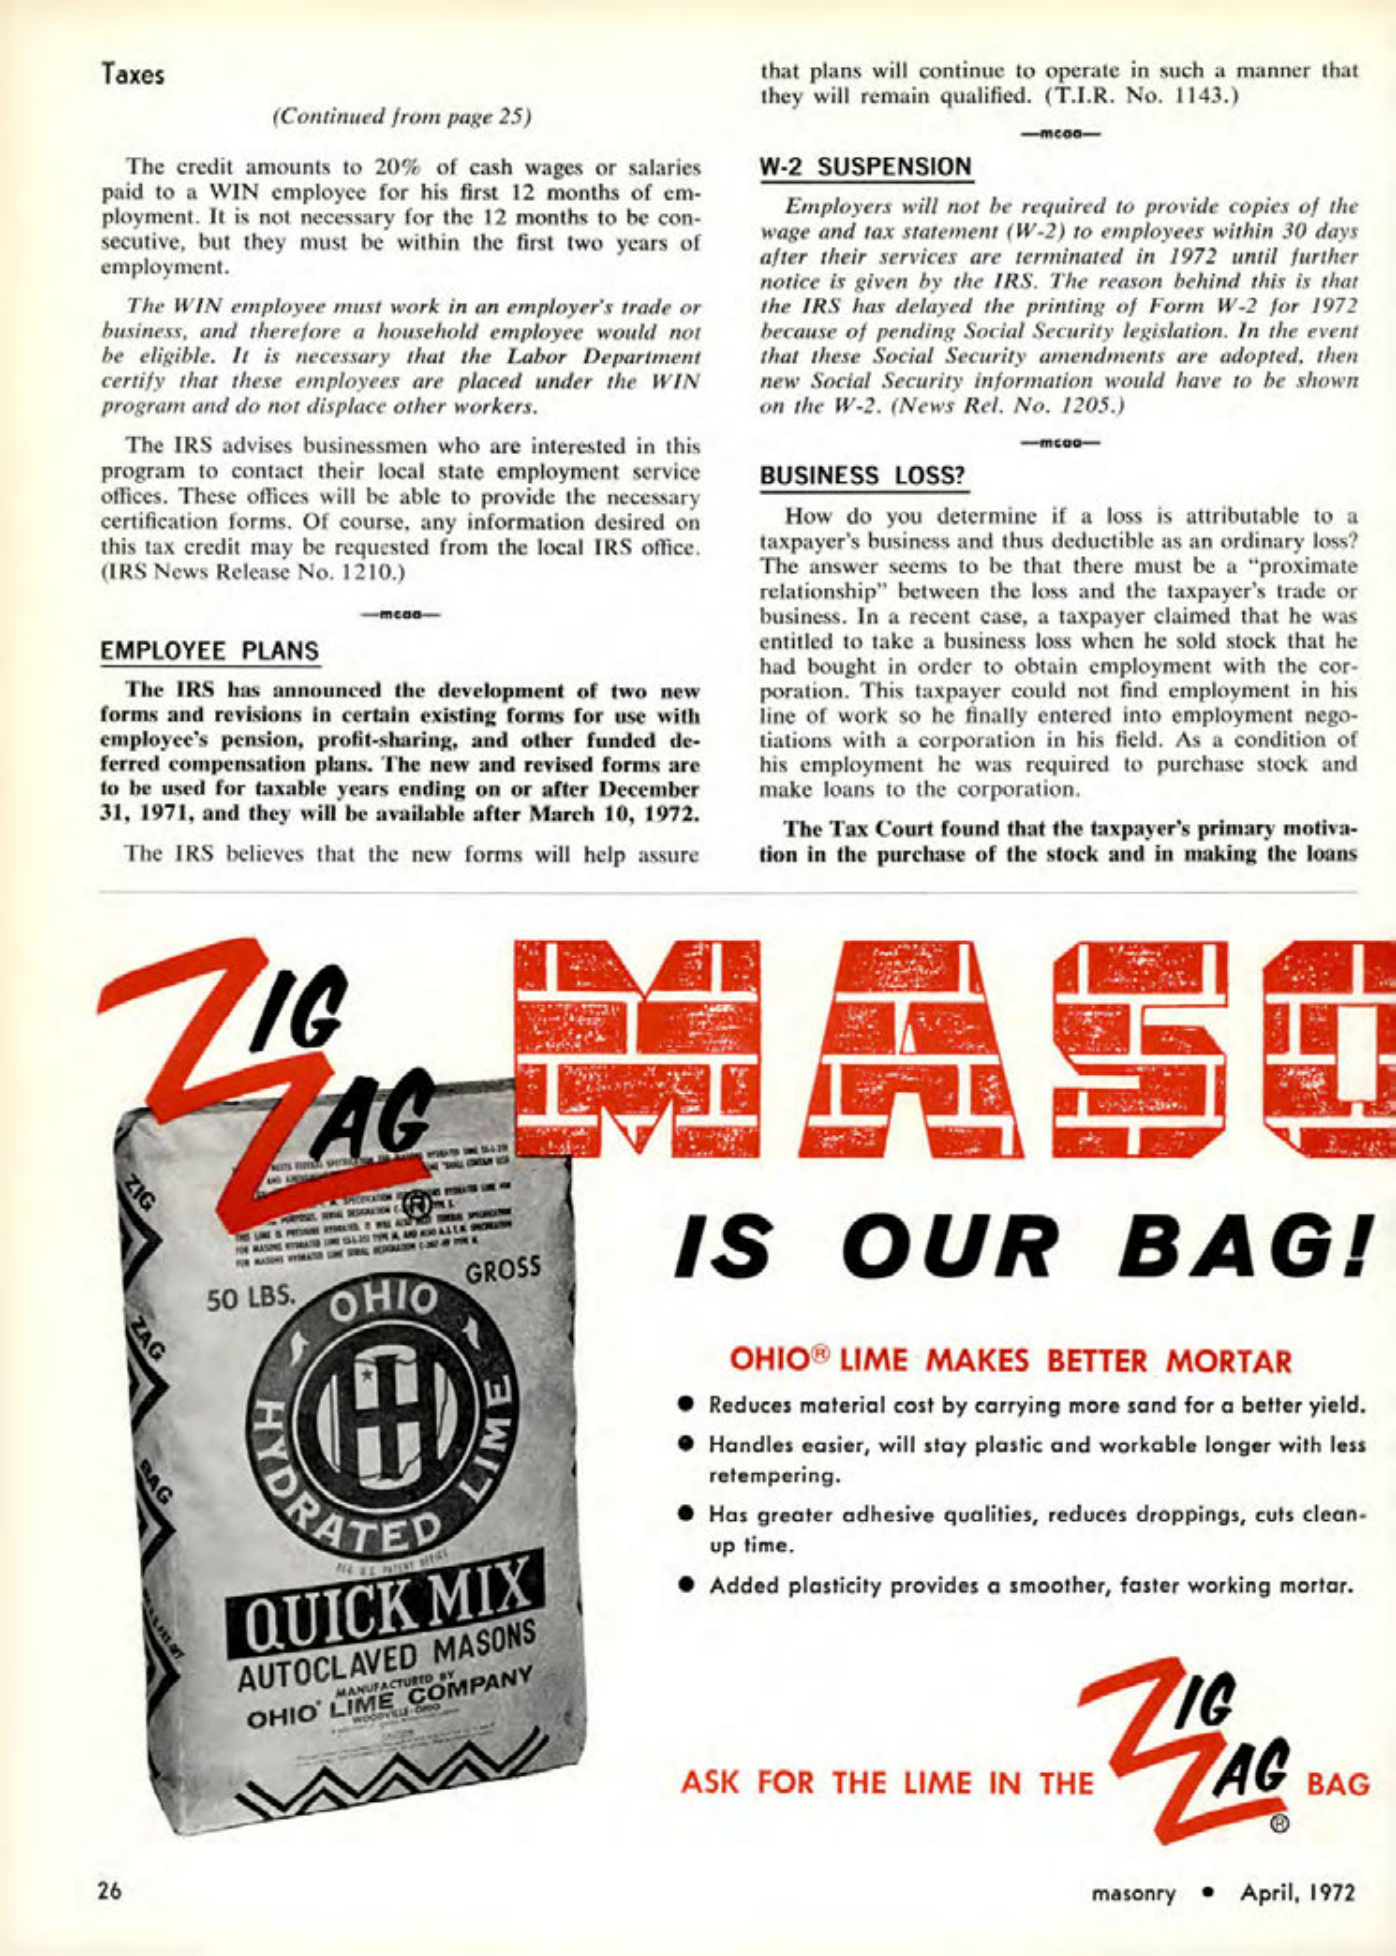 Taxes
(Continued from page 25)
The credit amounts to 20% of cash wages or salaries
paid to a WIN employee for his first 12 months of em-
ployment. It is not necessary for the 12 months to be con-
secutive, but they must be within the first two years of
employment.
The WIN employee must work in an employer's trade or
business, and therefore a household employee would not
be eligible. It is necessary that the Labor Department
certify that these employees are placed under the WIN
program and do not displace other workers.
The IRS advises businessmen who are interested in this
program to contact their local state employment service
offices. These offices will be able to provide the necessary
certification forms. Of course, any information desired on
this tax credit may be requested from the local IRS office.
(IRS News Release No. 1210.)
—mcaa—
EMPLOYEE PLANS
The IRS has announced the development of two new
forms and revisions in certain existing forms for use with
employee's pension, profit-sharing, and other funded de-
ferred compensation plans. The new and revised forms are
to be used for taxable years ending on or after December
31, 1971, and they will be available after March 10, 1972.
The IRS believes that the new forms will help assure
that plans will continue to operate in such a manner that
they will remain qualified. (T.I.R. No. 1143.)
—mcaa—
W-2 SUSPENSION
Employers will not be required to provide copies of the
wage and tax statement (W-2) to employees within 30 days
after their services are terminated in 1972 until further
notice is given by the IRS. The reason behind this is that
the IRS has delayed the printing of Form W-2 for 1972
because of pending Social Security legislation. In the event
that these Social Security amendments are adopted, then
new Social Security information would have to be shown
on the W-2. (News Rel. No. 1205.)
—mcaa—
BUSINESS LOSS?
How do you determine if a loss is attributable to a
taxpayer's business and thus deductible as an ordinary loss?
The answer seems to be that there must be a "proximate
relationship" between the loss and the taxpayer's trade or
business. In a recent case, a taxpayer claimed that he was
entitled to take a business loss when he sold stock that he
had bought in order to obtain employment with the cor-
poration. This taxpayer could not find employment in his
line of work so he finally entered into employment nego-
tiations with a corporation in his field. As a condition of
his employment he was required to purchase stock and
make loans to the corporation.
The Tax Court found that the taxpayer's primary motiva-
tion in the purchase of the stock and in making the loans
ZIG
ZAG
®
MASO
IS OUR BAG!
ZIG
ZAG
BAG
50 LBS. GROSS
OHIO
HYDRATED LIME
H
REG. U.S. PATENT OFFICE
QUICK MIX
AUTOCLAVED MASONS
MANUFACTURED BY
OHIO LIME COMPANY
WOODVILLE-OHIO
OHIO® LIME MAKES BETTER MORTAR
● Reduces material cost by carrying more sand for a better yield.
● Handles easier, will stay plastic and workable longer with less
retempering.
● Has greater adhesive qualities, reduces droppings, cuts clean-
up time.
● Added plasticity provides a smoother, faster working mortar.
ASK FOR THE LIME IN THE ZIG ZAG ® BAG
26
masonry ● April, 1972